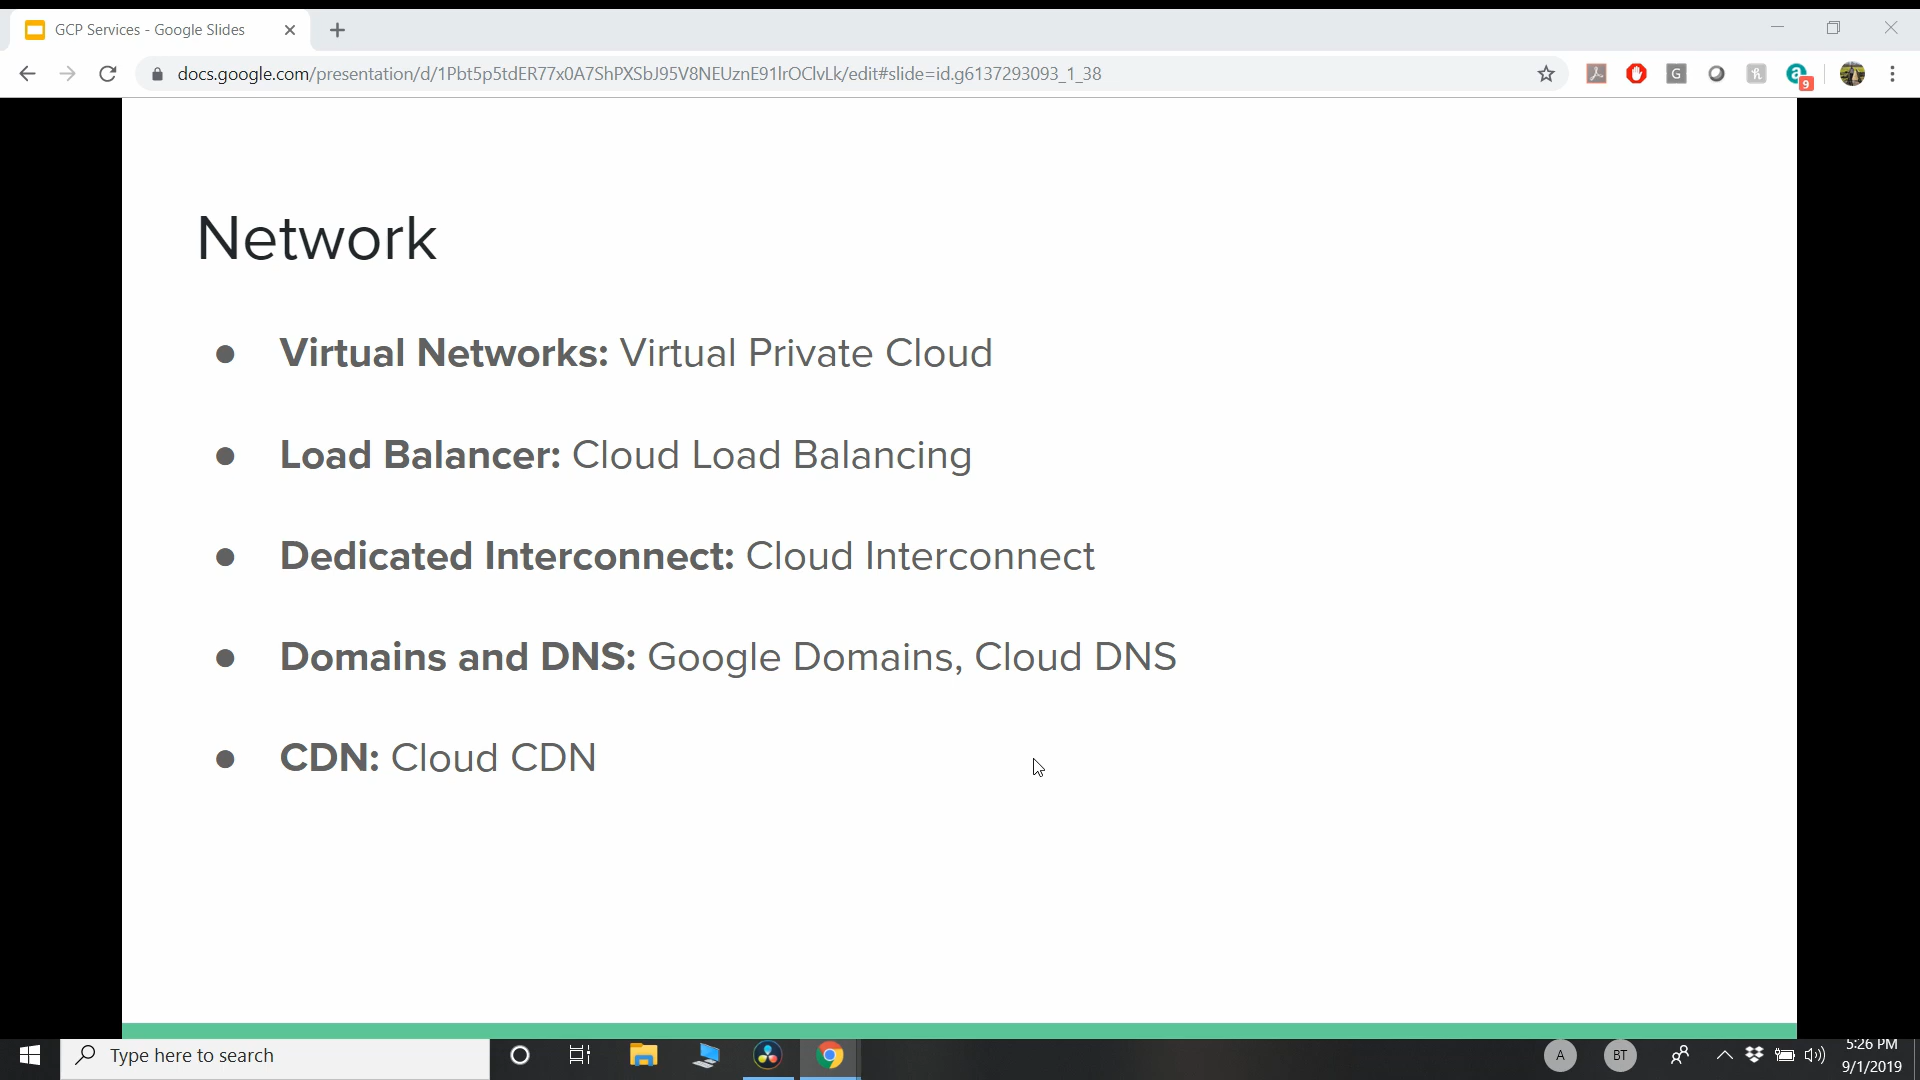 GCP Services - Google Slides
docs.google.com/presentation/d/1Pbt5p5tdER77x0A7ShPXSbJ95V8NEUznE91lrOClvLk/edit#slide=id.g6137293093_1_38
G
a
9
Network
● Virtual Networks: Virtual Private Cloud
● Load Balancer: Cloud Load Balancing
● Dedicated Interconnect: Cloud Interconnect
● Domains and DNS: Google Domains, Cloud DNS
● CDN: Cloud CDN
Type here to search
A
BT
5:26 PM
9/1/2019